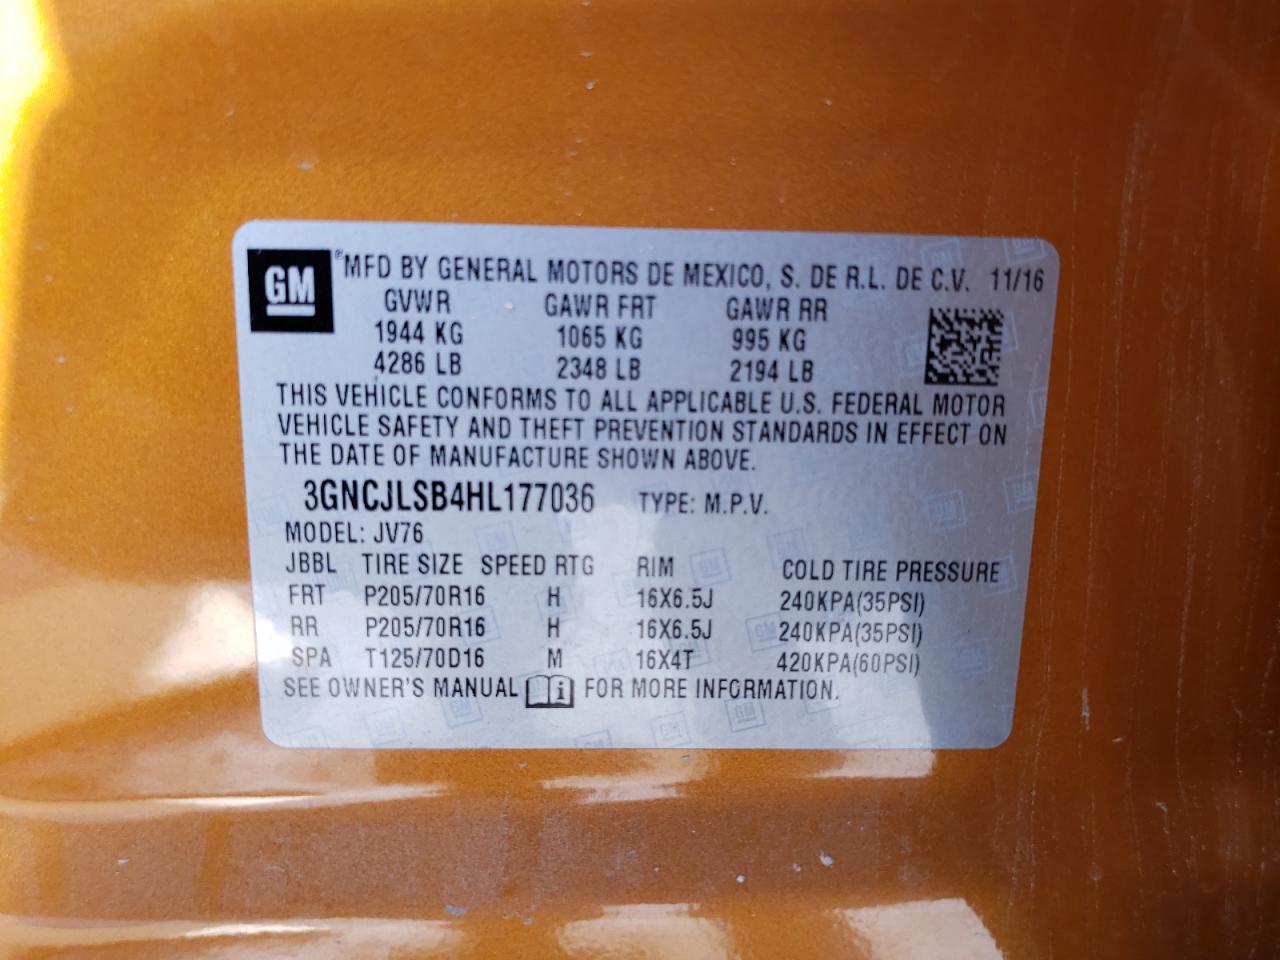 GM ®MFD BY GENERAL MOTORS DE MEXICO, S. DE R.L. DE C.V. 11/16
GVWR GAWR FRT GAWR RR
1944 KG 1065 KG 995 KG
4286 LB 2348 LB 2194 LB
THIS VEHICLE CONFORMS TO ALL APPLICABLE U.S. FEDERAL MOTOR
VEHICLE SAFETY AND THEFT PREVENTION STANDARDS IN EFFECT ON
THE DATE OF MANUFACTURE SHOWN ABOVE.
3GNCJLSB4HL177036 TYPE: M.P.V.
MODEL: JV76
JBBL TIRE SIZE SPEED RTG RIM COLD TIRE PRESSURE
FRT P205/70R16 H 16X6.5J 240KPA(35PSI)
RR P205/70R16 H 16X6.5J 240KPA(35PSI)
SPA T125/70D16 M 16X4T 420KPA(60PSI)
SEE OWNER'S MANUAL i FOR MORE INFORMATION.